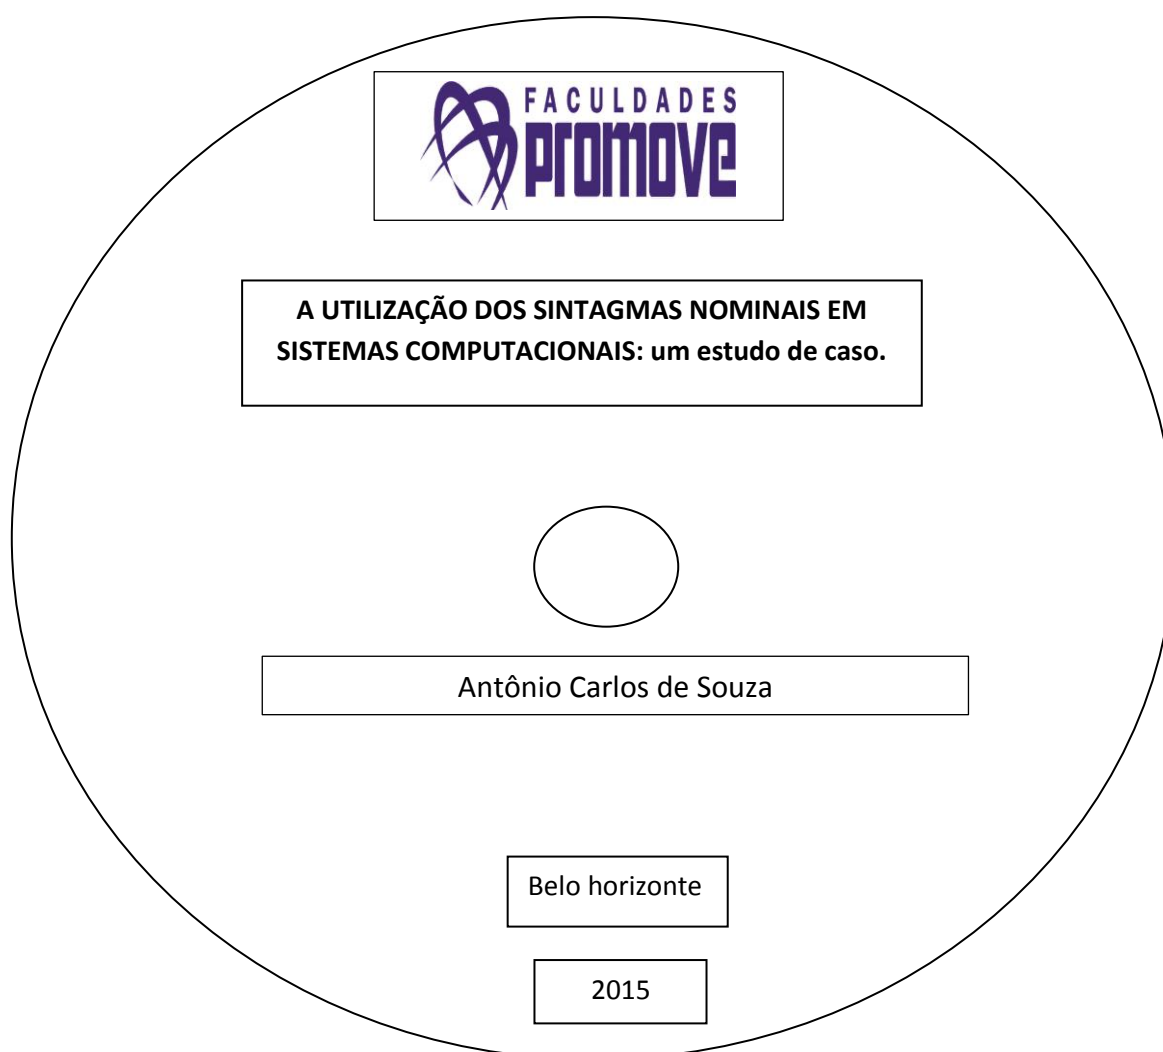 FACULDADES
PROMOVE
A UTILIZAÇÃO DOS SINTAGMAS NOMINAIS EM
SISTEMAS COMPUTACIONAIS: um estudo de caso.
Antônio Carlos de Souza
Belo horizonte
2015